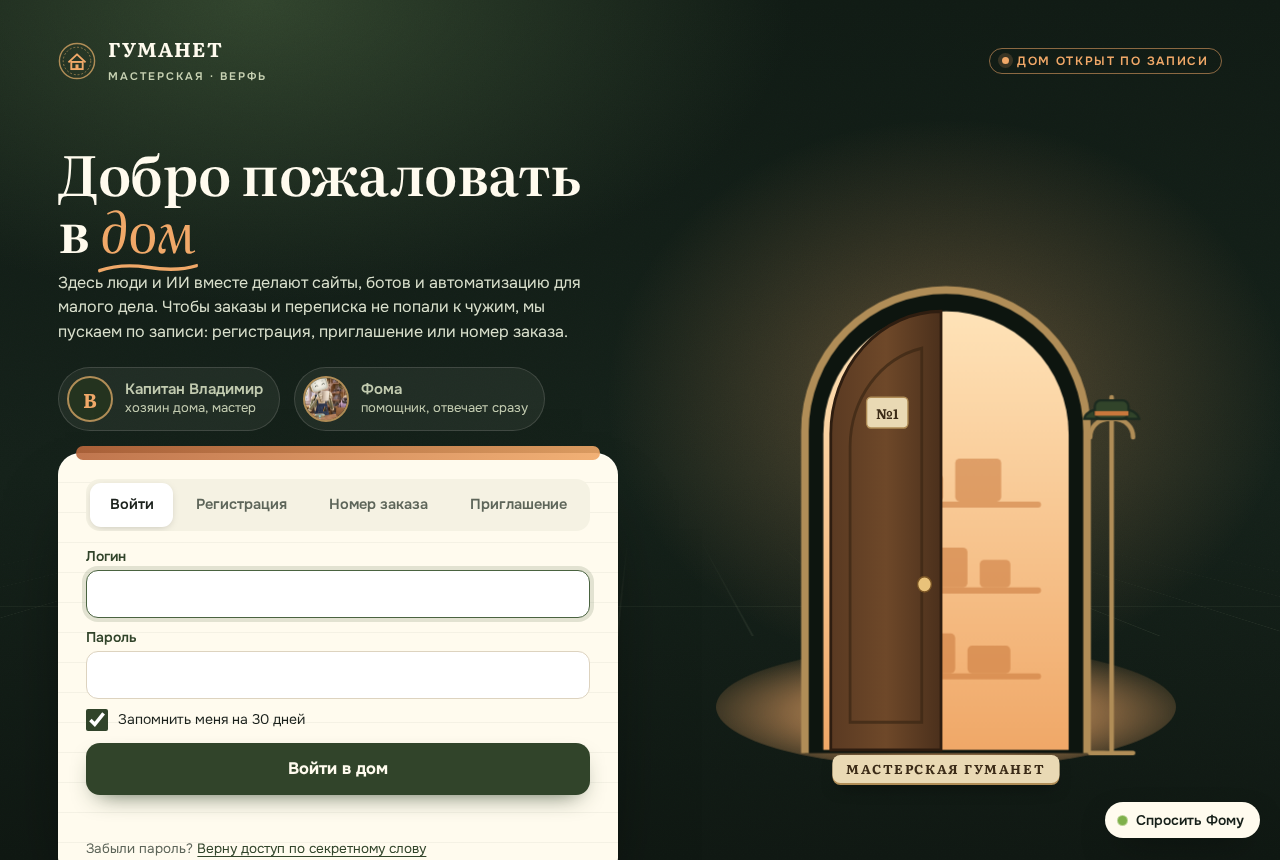 ГУМАНЕТ
МАСТЕРСКАЯ · ВЕРФЬ
ДОМ ОТКРЫТ ПО ЗАПИСИ
Добро пожаловать
в дом
Здесь люди и ИИ вместе делают сайты, ботов и автоматизацию для
малого дела. Чтобы заказы и переписка не попали к чужим, мы
пускаем по записи: регистрация, приглашение или номер заказа.
В
Капитан Владимир
хозяин дома, мастер
Фома
помощник, отвечает сразу
Войти
Регистрация
Номер заказа
Приглашение
Логин
Пароль
Запомнить меня на 30 дней
Войти в дом
Забыли пароль? Верну доступ по секретному слову
№1
МАСТЕРСКАЯ ГУМАНЕТ
Спросить Фому